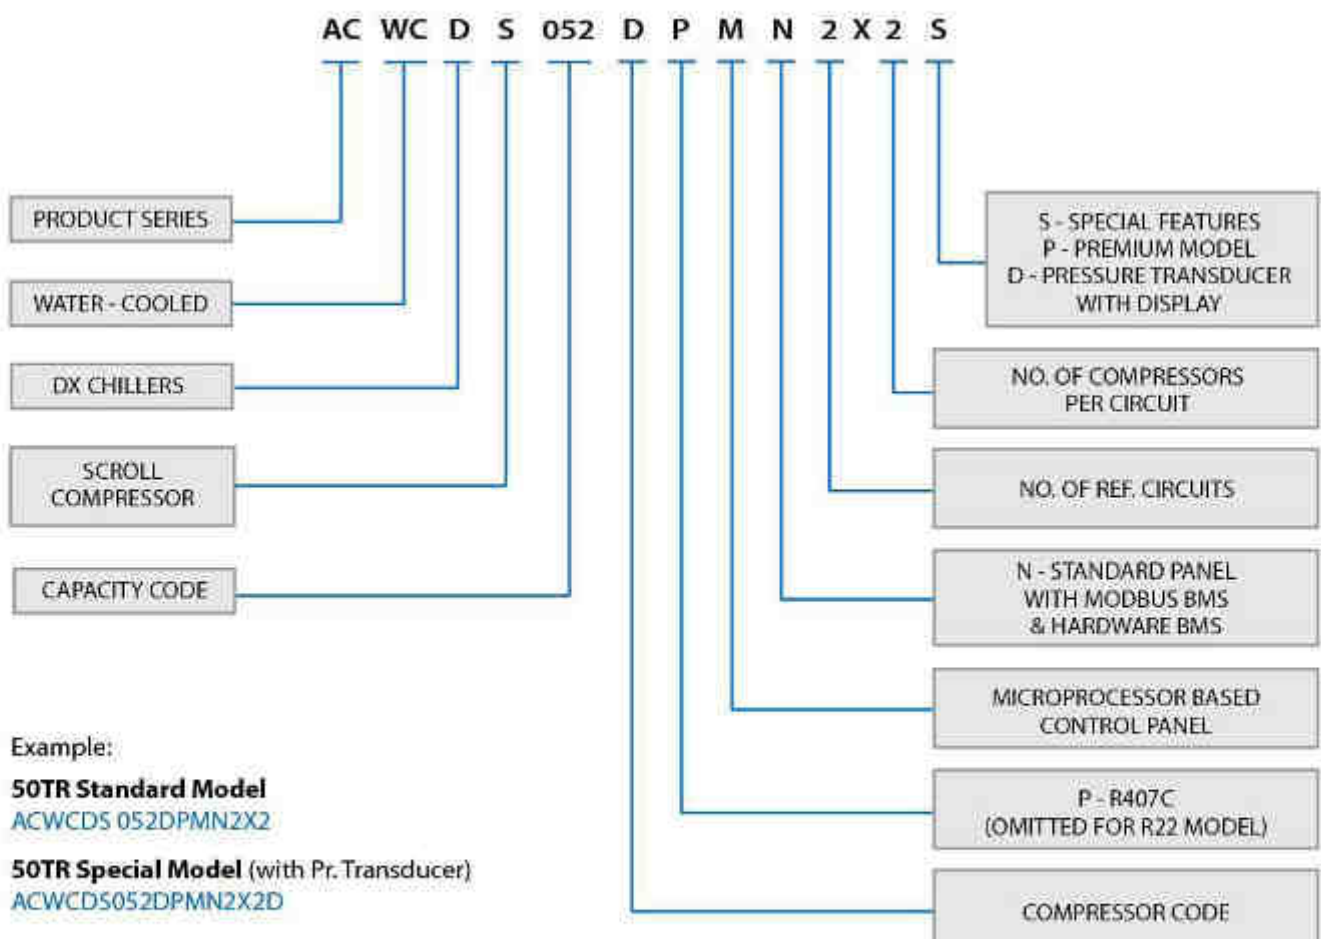 AC WC D S 052 D P M N 2 X 2 S
PRODUCT SERIES
WATER - COOLED
DX CHILLERS
SCROLL
COMPRESSOR
CAPACITY CODE
S - SPECIAL FEATURES
P - PREMIUM MODEL
D - PRESSURE TRANSDUCER
WITH DISPLAY
NO. OF COMPRESSORS
PER CIRCUIT
NO. OF REF. CIRCUITS
N - STANDARD PANEL
WITH MODBUS BMS
& HARDWARE BMS
MICROPROCESSOR BASED
CONTROL PANEL
P - R407C
(OMITTED FOR R22 MODEL)
COMPRESSOR CODE
Example:
50TR Standard Model
ACWCDS 052DPMN2X2
50TR Special Model (with Pr. Transducer)
ACWCDS052DPMN2X2D